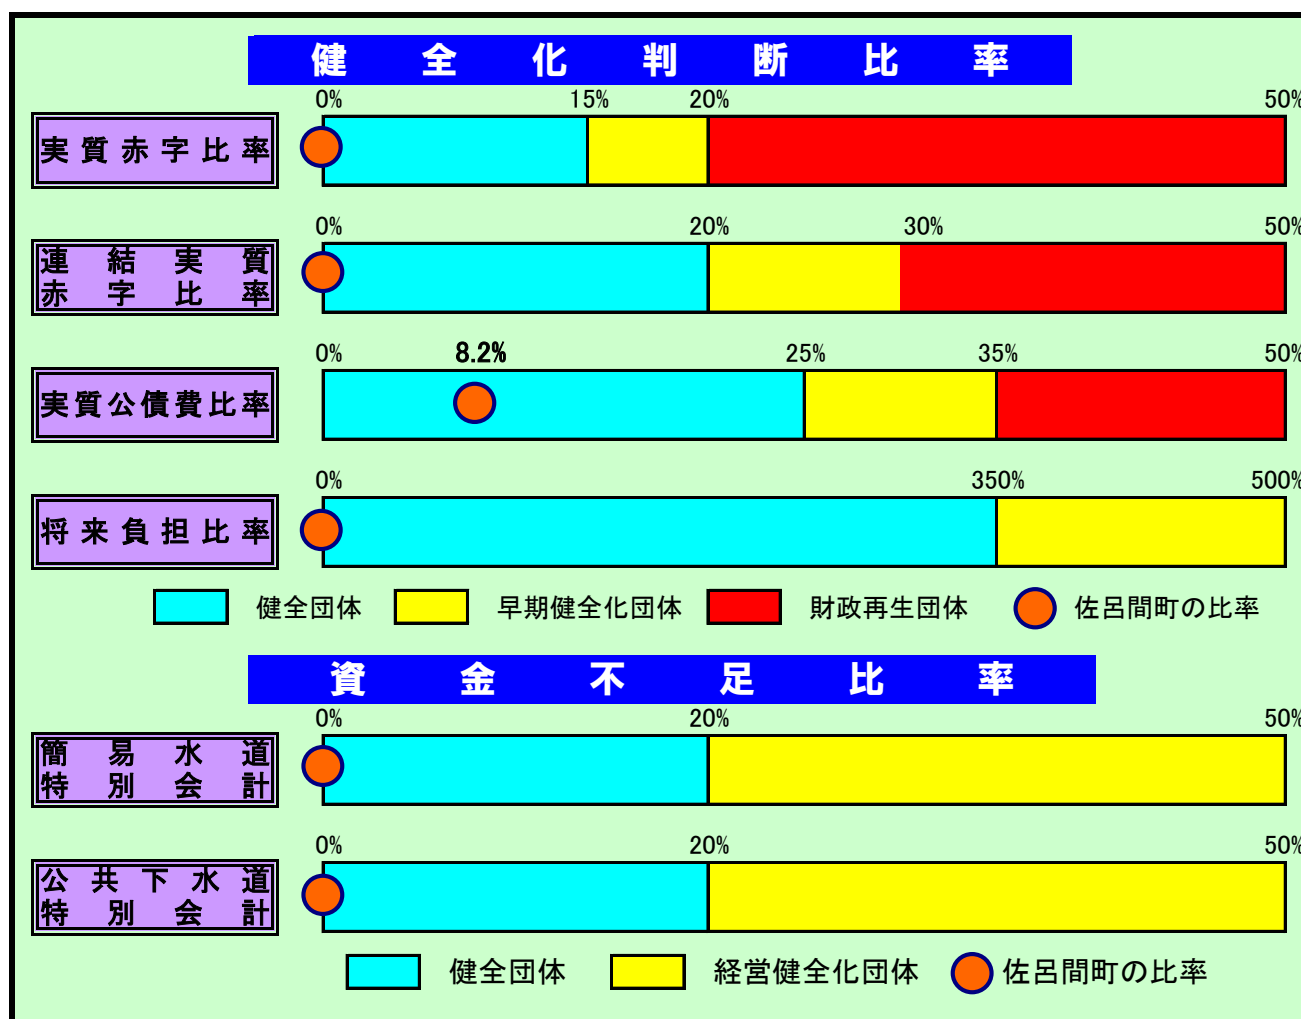 健全化判断比率
0% 15% 20% 50%
実質赤字比率
0% 20% 30% 50%
連結実質
赤字比率
0% 8.2% 25% 35% 50%
実質公債費比率
0% 350% 500%
将来負担比率
健全団体 早期健全化団体 財政再生団体 佐呂間町の比率
資金不足比率
0% 20% 50%
簡易水道
特別会計
0% 20% 50%
公共下水道
特別会計
健全団体 経営健全化団体 佐呂間町の比率